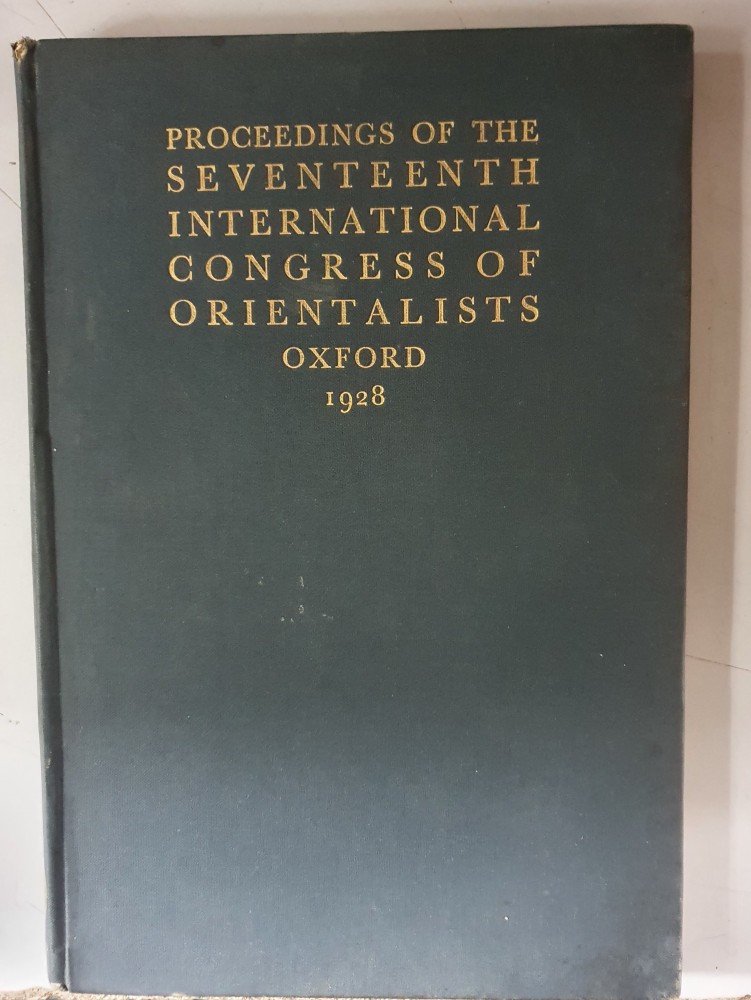 PROCEEDINGS OF THE
SEVENTEENTH
INTERNATIONAL
CONGRESS OF
ORIENTALISTS
OXFORD
1928